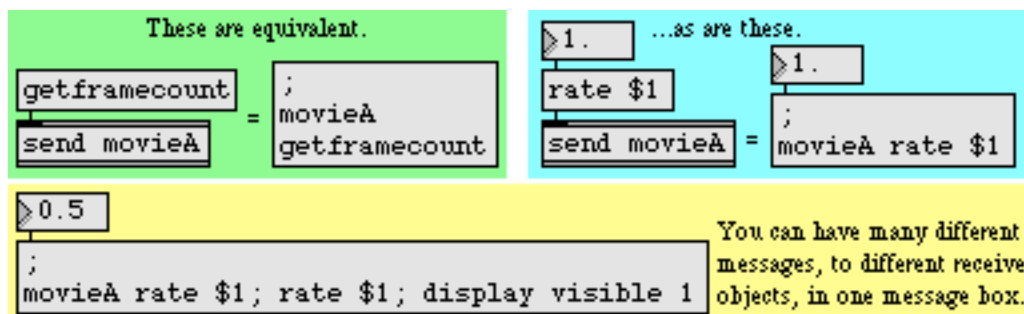 These are equivalent.
getframecount
send movieA
=
;
movieA
getframecount
...as are these.
1.
rate $1
send movieA
=
1.
;
movieA rate $1
0.5
;
movieA rate $1; rate $1; display visible 1
You can have many different
messages, to different receive
objects, in one message box.